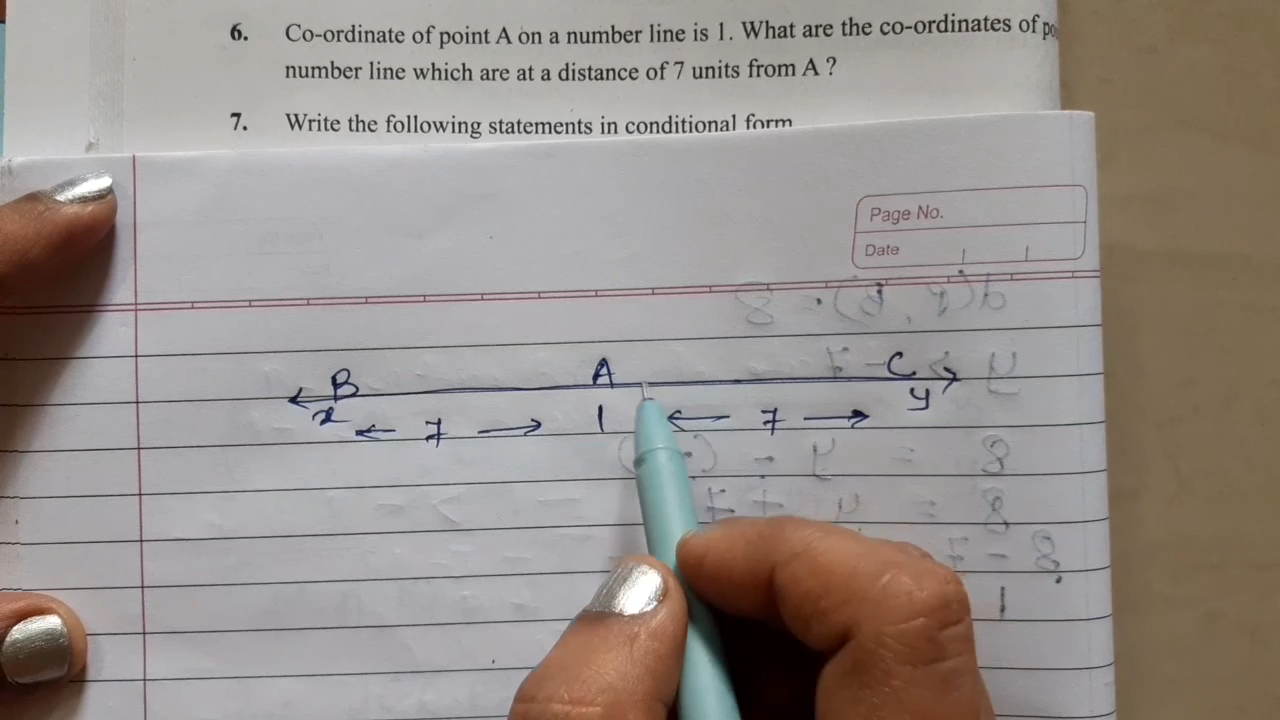 6. Co-ordinate of point A on a number line is 1. What are the co-ordinates of
number line which are at a distance of 7 units from A ?
7. Write the following statements in conditional form
Page No.
Date
B A C
x 7 1 7 y